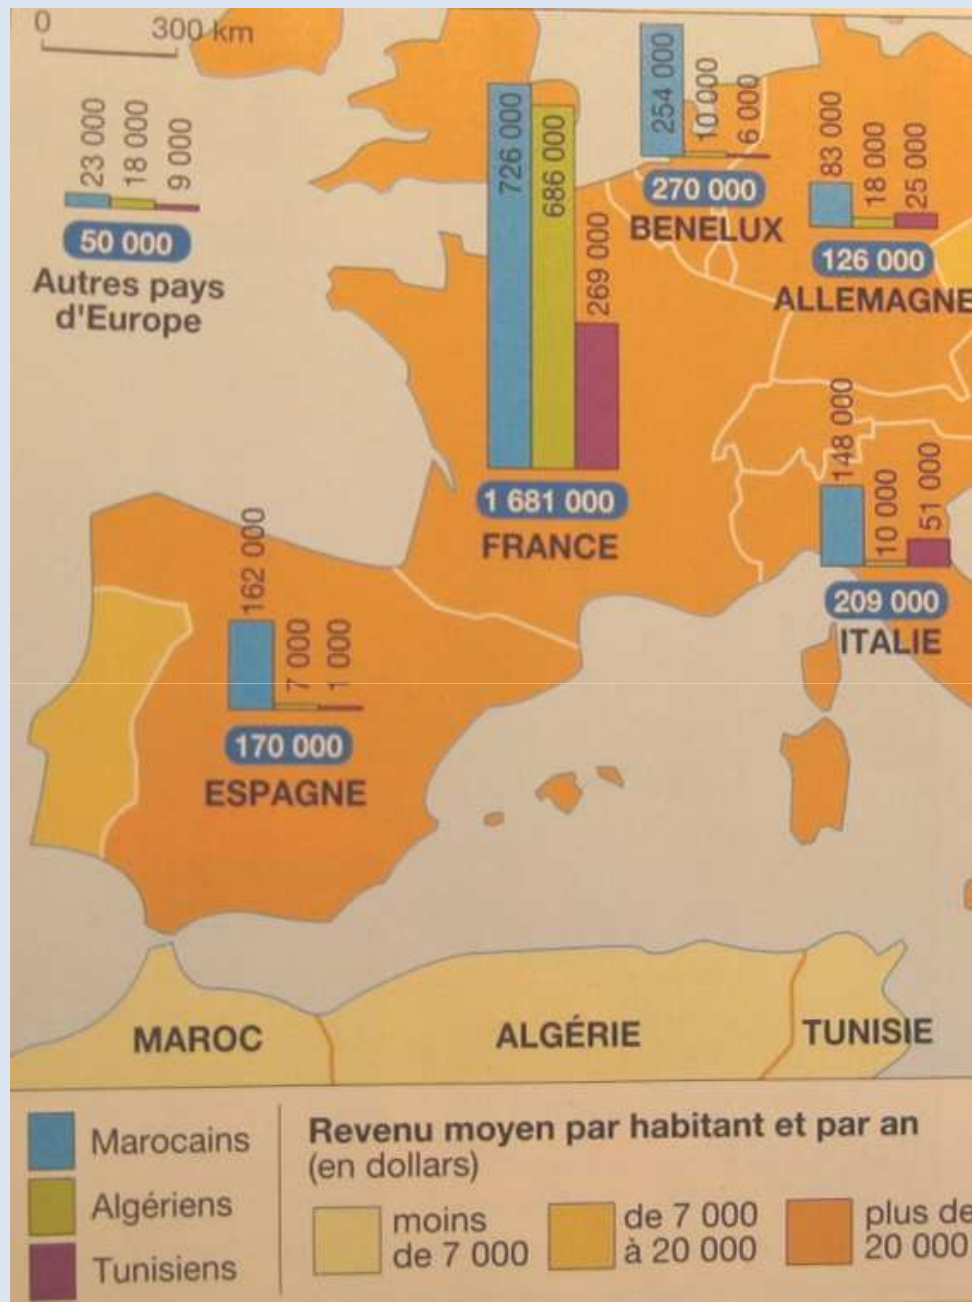 0 300 km
23 000
18 000
9 000
50 000
Autres pays
d'Europe
726 000
686 000
269 000
1 681 000
FRANCE
254 000
10 000
6 000
270 000
BENELUX
83 000
18 000
25 000
126 000
ALLEMAGNE
148 000
10 000
51 000
209 000
ITALIE
162 000
7 000
1 000
170 000
ESPAGNE
MAROC
ALGÉRIE
TUNISIE
Marocains
Algériens
Tunisiens
Revenu moyen par habitant et par an
(en dollars)
moins
de 7 000
de 7 000
à 20 000
plus de
20 000